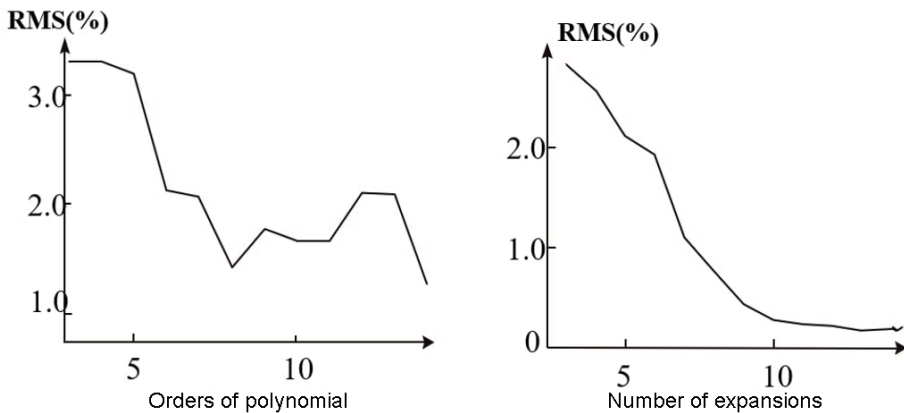 RMS(%)
3.0
2.0
1.0
5
10
Orders of polynomial
RMS(%)
2.0
1.0
0
5
10
Number of expansions